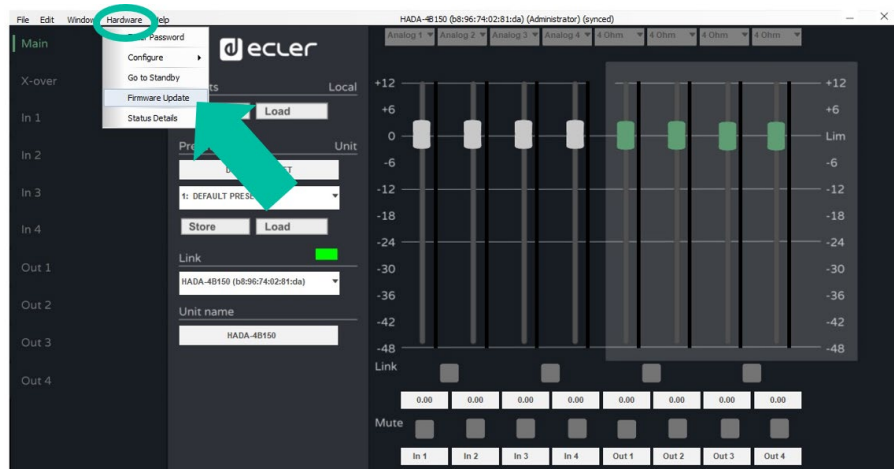 File Edit Window Hardware Help
HADA-4B150 (b8:96:74:02:81:da) (Administrator) (synced)
Password
Configure
Go to Standby
Firmware Update
Status Details
ecler
Main
X-over
In 1
In 2
In 3
In 4
Out 1
Out 2
Out 3
Out 4
Local
Load
Unit
1: DEFAULT
Store Load
Link
HADA-4B150 (b8:96:74:02:81:da)
Unit name
HADA-4B150
Analog 1 Analog 2 Analog 3 Analog 4 4 Ohm 4 Ohm 4 Ohm 4 Ohm
+12 +12
+6 +6
0 Lim
-6 -6
-12 -12
-18 -18
-24 -24
-30 -30
-36 -36
-42 -42
-48 -48
Link
0.00 0.00 0.00 0.00 0.00 0.00 0.00 0.00
Mute
In 1 In 2 In 3 In 4 Out 1 Out 2 Out 3 Out 4